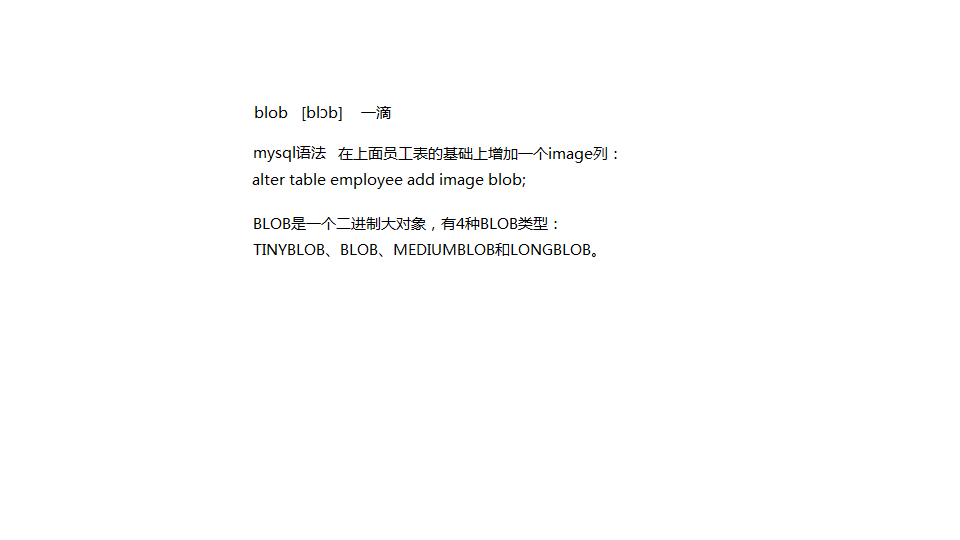 blob [blɔb] 一滴
mysql语法 在上面员工表的基础上增加一个image列：
alter table employee add image blob;
BLOB是一个二进制大对象，有4种BLOB类型：
TINYBLOB、BLOB、MEDIUMBLOB和LONGBLOB。